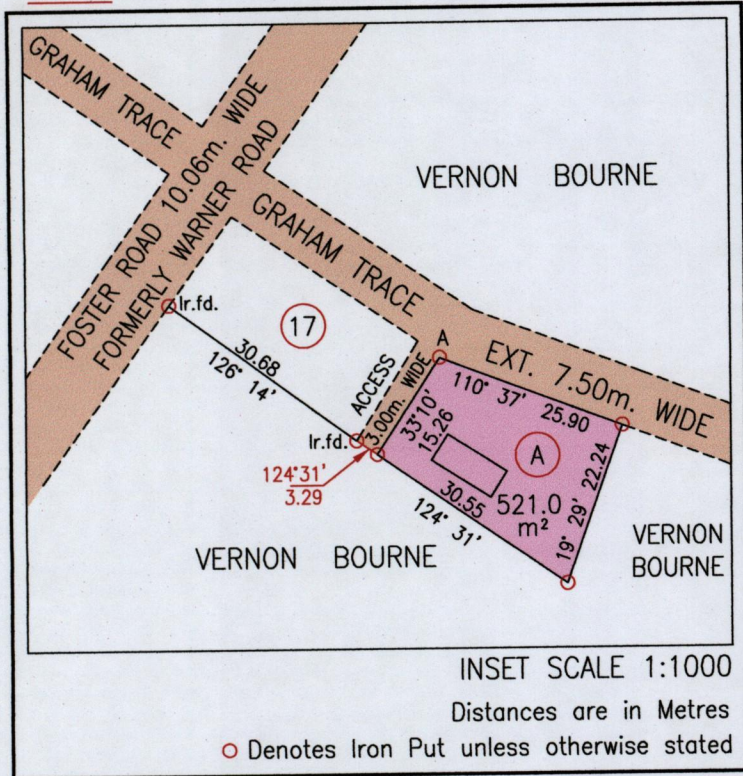 GRAHAM TRACE
FOSTER ROAD 10.06m. WIDE
FORMERLY WARNER ROAD
VERNON BOURNE
GRAHAM TRACE
EXT. 7.50m. WIDE
Ir.fd.
17
30.68
126° 14'
ACCESS
3.00m. WIDE
A
110° 37' 25.90
33°10'
15.26
A
Ir.fd.
124°31'
3.29
30.55
124° 31'
521.0
m²
19° 29' 22.24
VERNON BOURNE
VERNON
BOURNE
INSET SCALE 1:1000
Distances are in Metres
Denotes Iron Put unless otherwise stated